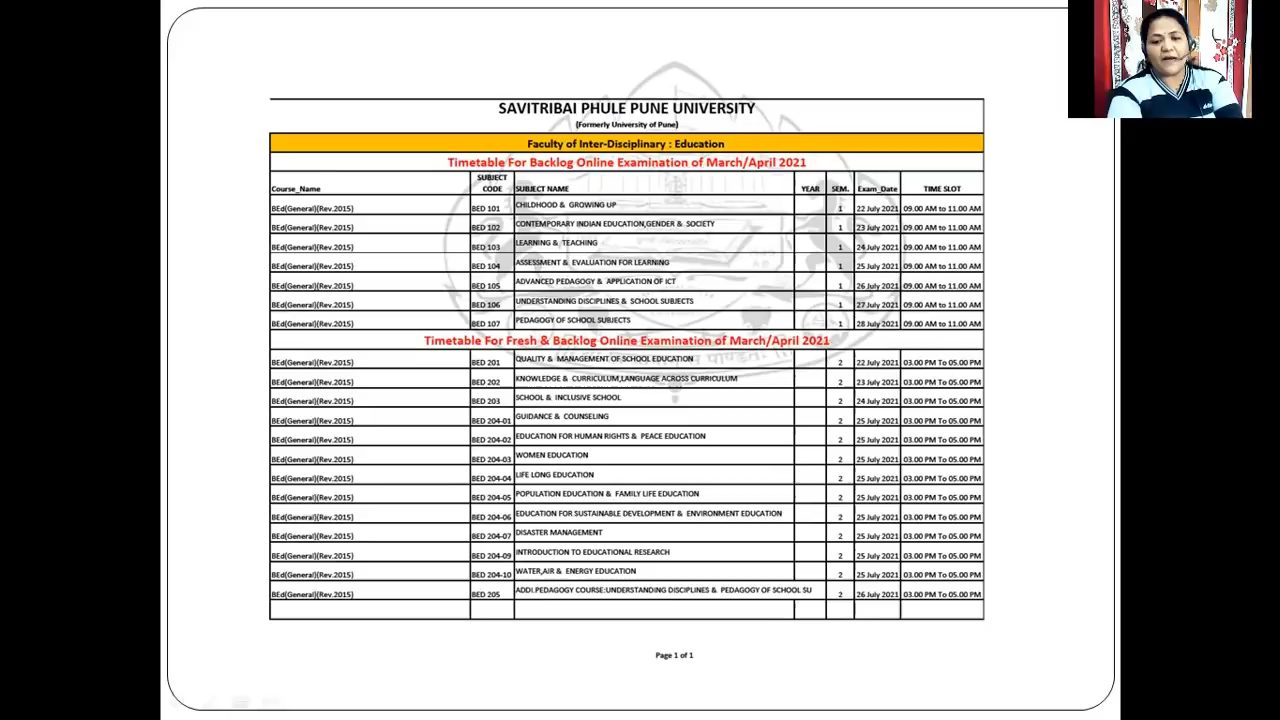 SAVITRIBAI PHULE PUNE UNIVERSITY
(Formerly University of Pune)
Faculty of Inter-Disciplinary : Education
Timetable For Backlog Online Examination of March/April 2021
Course_Name SUBJECT CODE SUBJECT NAME YEAR SEM. Exam_Date TIME SLOT
BEd(General)(Rev.2015) BED 101 CHILDHOOD & GROWING UP 1 22 July 2021 09.00 AM to 11.00 AM
BEd(General)(Rev.2015) BED 102 CONTEMPORARY INDIAN EDUCATION,GENDER & SOCIETY 1 23 July 2021 09.00 AM to 11.00 AM
BEd(General)(Rev.2015) BED 103 LEARNING & TEACHING 1 24 July 2021 09.00 AM to 11.00 AM
BEd(General)(Rev.2015) BED 104 ASSESSMENT & EVALUATION FOR LEARNING 1 25 July 2021 09.00 AM to 11.00 AM
BEd(General)(Rev.2015) BED 105 ADVANCED PEDAGOGY & APPLICATION OF ICT 1 26 July 2021 09.00 AM to 11.00 AM
BEd(General)(Rev.2015) BED 106 UNDERSTANDING DISCIPLINES & SCHOOL SUBJECTS 1 27 July 2021 09.00 AM to 11.00 AM
BEd(General)(Rev.2015) BED 107 PEDAGOGY OF SCHOOL SUBJECTS 1 28 July 2021 09.00 AM to 11.00 AM
Timetable For Fresh & Backlog Online Examination of March/April 2021
BEd(General)(Rev.2015) BED 201 QUALITY & MANAGEMENT OF SCHOOL EDUCATION 2 22 July 2021 03.00 PM To 05.00 PM
BEd(General)(Rev.2015) BED 202 KNOWLEDGE & CURRICULUM,LANGUAGE ACROSS CURRICULUM 2 23 July 2021 03.00 PM To 05.00 PM
BEd(General)(Rev.2015) BED 203 SCHOOL & INCLUSIVE SCHOOL 2 24 July 2021 03.00 PM To 05.00 PM
BEd(General)(Rev.2015) BED 204-01 GUIDANCE & COUNSELING 2 25 July 2021 03.00 PM To 05.00 PM
BEd(General)(Rev.2015) BED 204-02 EDUCATION FOR HUMAN RIGHTS & PEACE EDUCATION 2 25 July 2021 03.00 PM To 05.00 PM
BEd(General)(Rev.2015) BED 204-03 WOMEN EDUCATION 2 25 July 2021 03.00 PM To 05.00 PM
BEd(General)(Rev.2015) BED 204-04 LIFE LONG EDUCATION 2 25 July 2021 03.00 PM To 05.00 PM
BEd(General)(Rev.2015) BED 204-05 POPULATION EDUCATION & FAMILY LIFE EDUCATION 2 25 July 2021 03.00 PM To 05.00 PM
BEd(General)(Rev.2015) BED 204-06 EDUCATION FOR SUSTAINABLE DEVELOPMENT & ENVIRONMENT EDUCATION 2 25 July 2021 03.00 PM To 05.00 PM
BEd(General)(Rev.2015) BED 204-07 DISASTER MANAGEMENT 2 25 July 2021 03.00 PM To 05.00 PM
BEd(General)(Rev.2015) BED 204-09 INTRODUCTION TO EDUCATIONAL RESEARCH 2 25 July 2021 03.00 PM To 05.00 PM
BEd(General)(Rev.2015) BED 204-10 WATER,AIR & ENERGY EDUCATION 2 25 July 2021 03.00 PM To 05.00 PM
BEd(General)(Rev.2015) BED 205 ADDI.PEDAGOGY COURSE:UNDERSTANDING DISCIPLINES & PEDAGOGY OF SCHOOL SU 2 26 July 2021 03.00 PM To 05.00 PM
Page 1 of 1